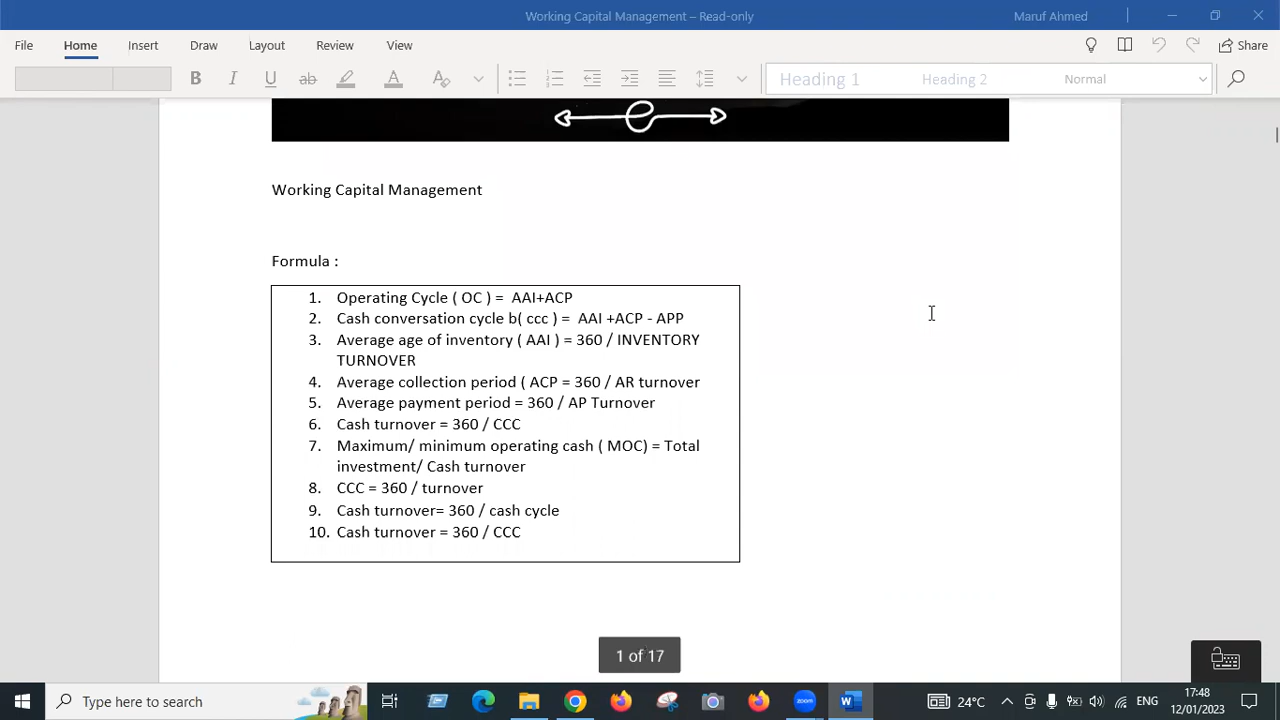 Working Capital Management – Read-only
Maruf Ahmed
File Home Insert Draw Layout Review View
Share
B I U ab A A
Heading 1 Heading 2 Normal
Working Capital Management
Formula :
1. Operating Cycle ( OC ) = AAI+ACP
2. Cash conversation cycle b( ccc ) = AAI +ACP - APP
3. Average age of inventory ( AAI ) = 360 / INVENTORY
TURNOVER
4. Average collection period ( ACP = 360 / AR turnover
5. Average payment period = 360 / AP Turnover
6. Cash turnover = 360 / CCC
7. Maximum/ minimum operating cash ( MOC) = Total
investment/ Cash turnover
8. CCC = 360 / turnover
9. Cash turnover= 360 / cash cycle
10. Cash turnover = 360 / CCC
1 of 17
Type here to search
zoom
24°C
ENG
17:48
12/01/2023